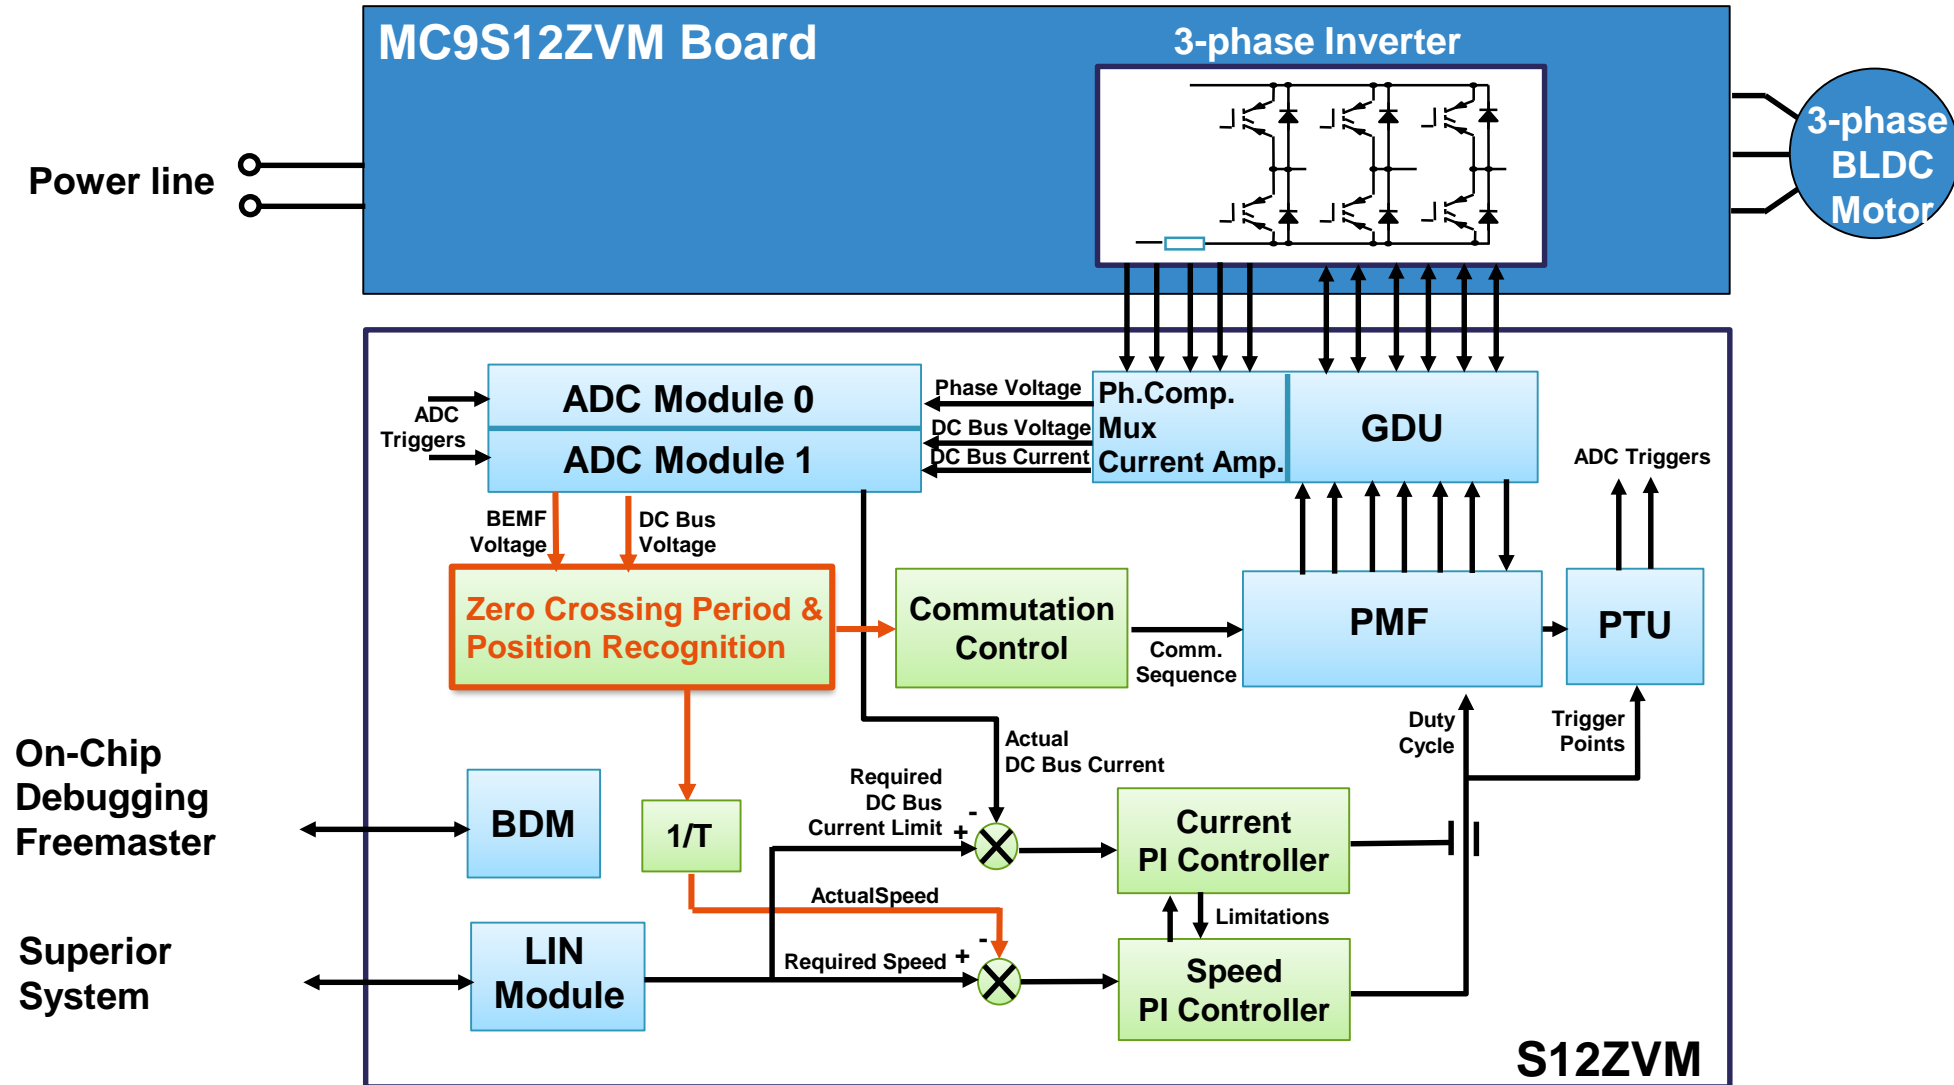 MC9S12ZVM Board
3-phase Inverter
3-phase
BLDC
Motor
Power line
ADC Module 0
ADC Module 1
ADC
Triggers
Phase Voltage
DC Bus Voltage
DC Bus Current
Ph.Comp.
Mux
Current Amp.
GDU
ADC Triggers
BEMF
Voltage
DC Bus
Voltage
Zero Crossing Period &
Position Recognition
Commutation
Control
Comm.
Sequence
PMF
PTU
Duty
Cycle
Trigger
Points
Actual
DC Bus Current
On-Chip
Debugging
Freemaster
BDM
1/T
Required
DC Bus
Current Limit
-
+
Current
PI Controller
ActualSpeed
Limitations
Superior
System
LIN
Module
Required Speed
-
+
Speed
PI Controller
S12ZVM